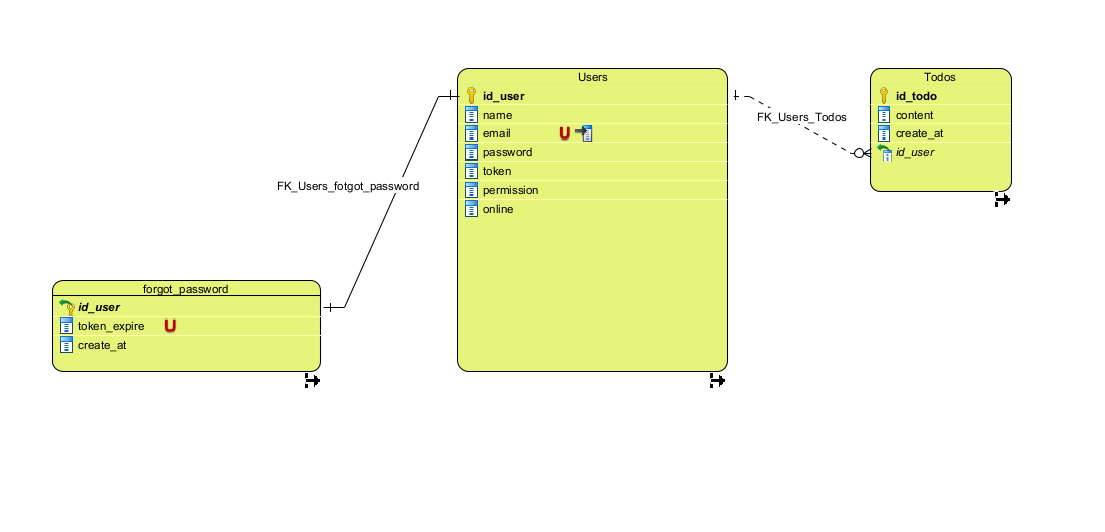 Users
id_user
name
email
U
password
token
permission
online
Todos
id_todo
content
create_at
id_user
FK_Users_Todos
FK_Users_fotgot_password
forgot_password
id_user
token_expire
U
create_at